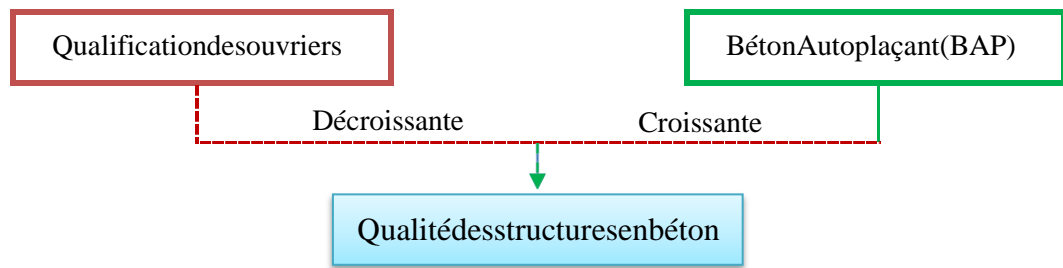 Qualificationdesouvriers
BétonAutoplaçant(BAP)
Décroissante
Croissante
Qualitédesstructuresenbéton